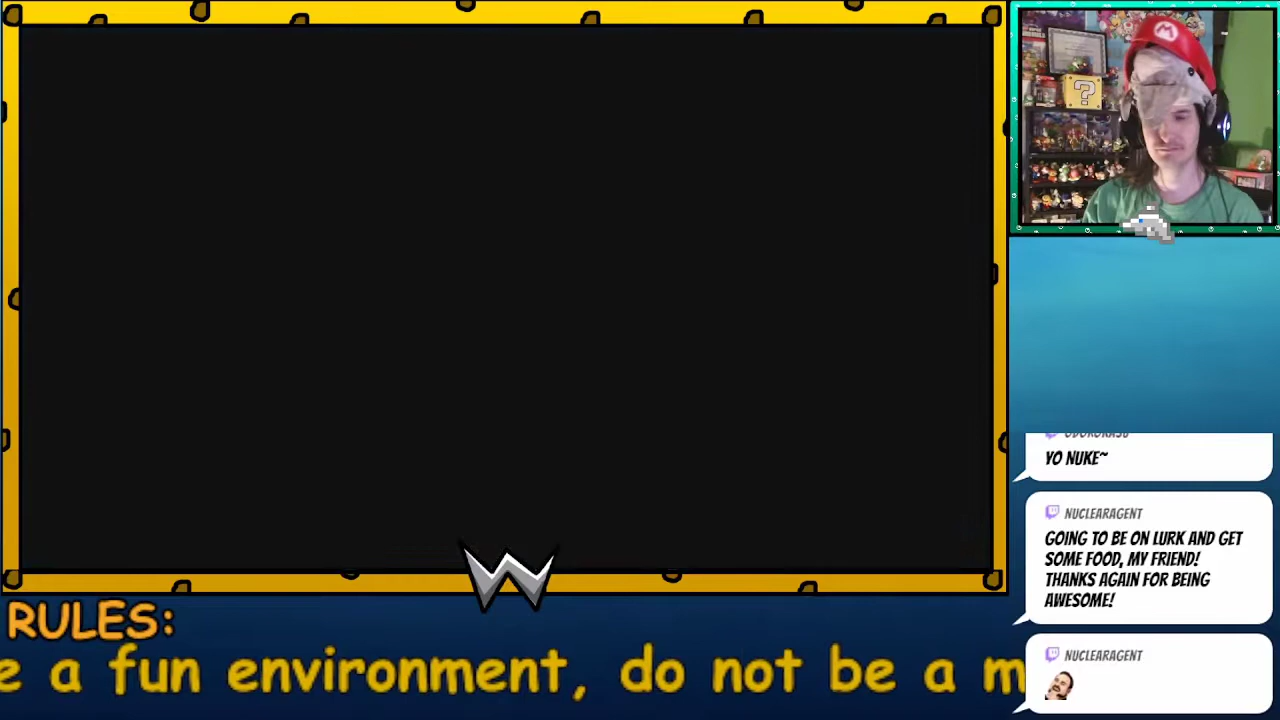 YO NUKE~
NUCLEARAGENT
GOING TO BE ON LURK AND GET
SOME FOOD, MY FRIEND!
THANKS AGAIN FOR BEING
AWESOME!
NUCLEARAGENT
RULES:
e a fun environment, do not be a m